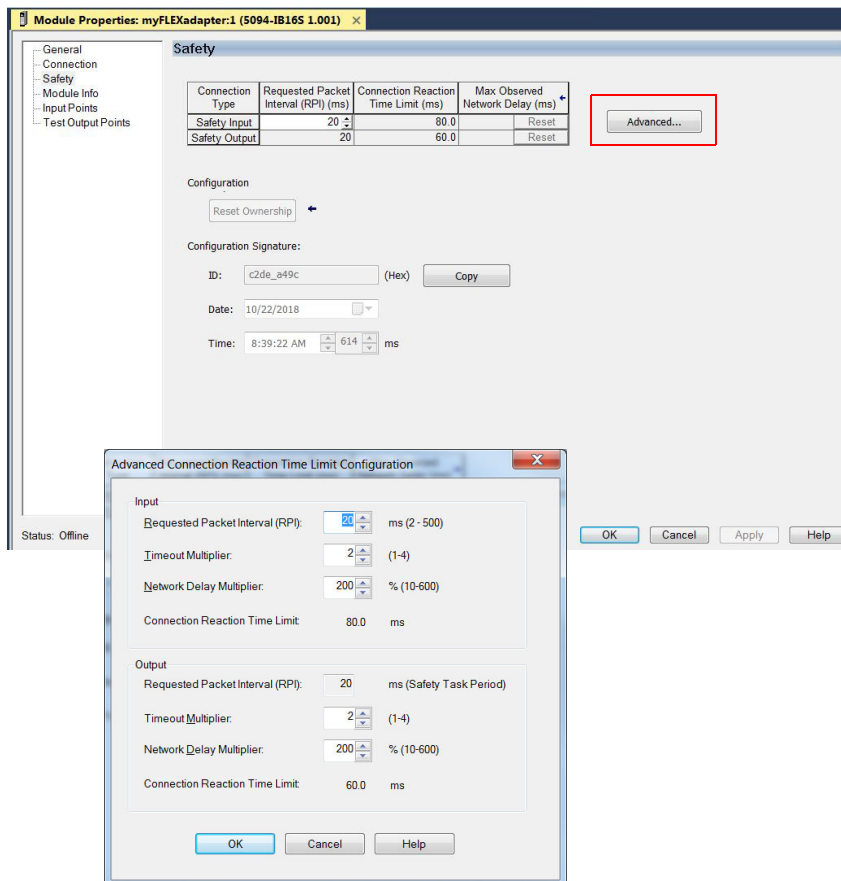 Module Properties: myFLEXadapter:1 (5094-IB16S 1.001) ×
General
Connection
Safety
Module Info
Input Points
Test Output Points
Safety
Connection Type Requested Packet Interval (RPI) (ms) Connection Reaction Time Limit (ms) Max Observed Network Delay (ms)
Safety Input 20 80.0 Reset
Safety Output 20 60.0 Reset
Advanced...
Configuration
Reset Ownership
Configuration Signature:
ID: c2de_a49c (Hex) Copy
Date: 10/22/2018
Time: 8:39:22 AM 614 ms
Status: Offline
OK Cancel Apply Help
Advanced Connection Reaction Time Limit Configuration
Input
Requested Packet Interval (RPI): 20 ms (2 - 500)
Timeout Multiplier: 2 (1-4)
Network Delay Multiplier: 200 % (10-600)
Connection Reaction Time Limit: 80.0 ms
Output
Requested Packet Interval (RPI): 20 ms (Safety Task Period)
Timeout Multiplier: 2 (1-4)
Network Delay Multiplier: 200 % (10-600)
Connection Reaction Time Limit: 60.0 ms
OK Cancel Help